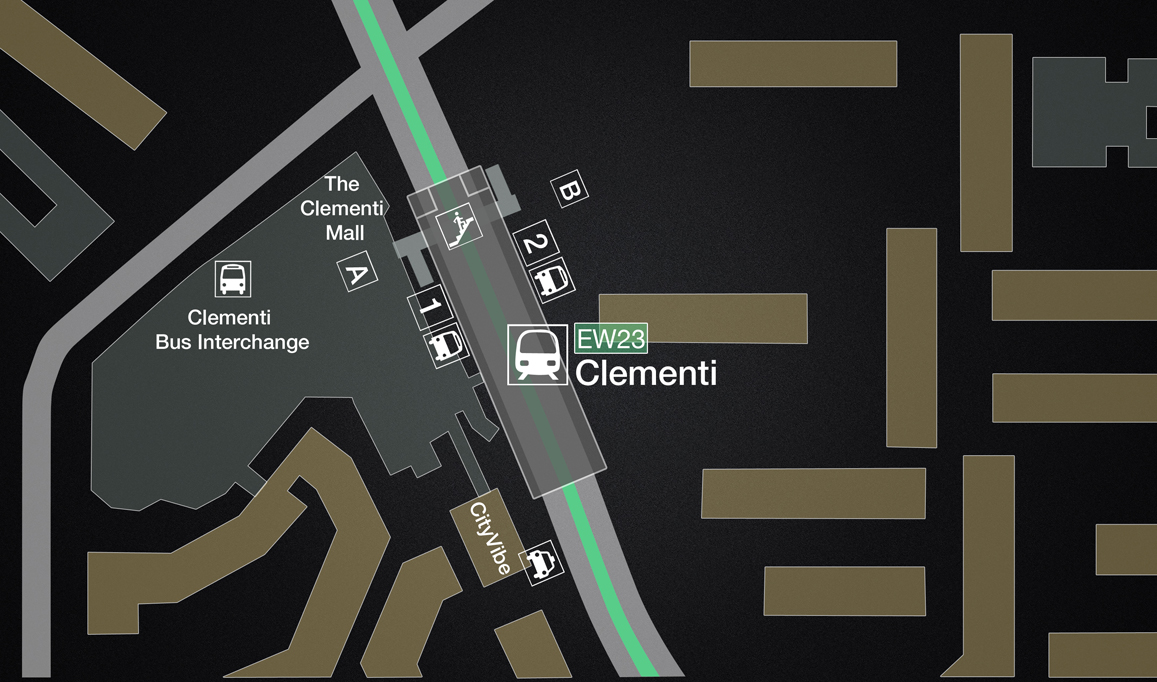 The
Clementi
Mall
B
2
A
Clementi
Bus Interchange
1
EW23
Clementi
CityVibe